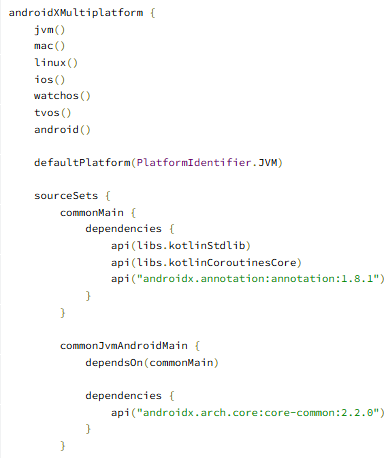 androidXMultiplatform {
    jvm()
    mac()
    linux()
    ios()
    watchos()
    tvos()
    android()

    defaultPlatform(PlatformIdentifier.JVM)

    sourceSets {
        commonMain {
            dependencies {
                api(libs.kotlinStdlib)
                api(libs.kotlinCoroutinesCore)
                api("androidx.annotation:annotation:1.8.1")
            }
        }

        commonJvmAndroidMain {
            dependsOn(commonMain)

            dependencies {
                api("androidx.arch.core:core-common:2.2.0")
            }
        }